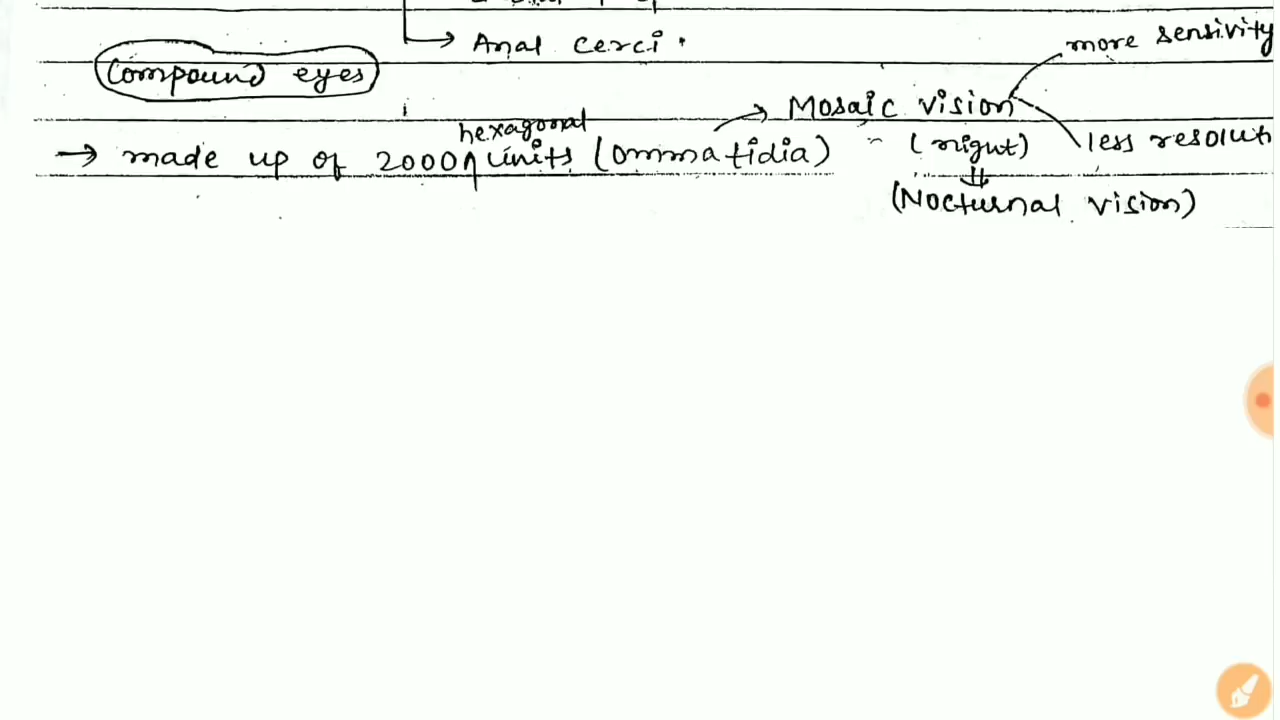 → Anal cerci.
more sensivity
Compound eyes
→ Mosaic vision
hexagonal
→ made up of 2000 units (ommatidia)
(night)
less resoluti
(Nocturnal vision)